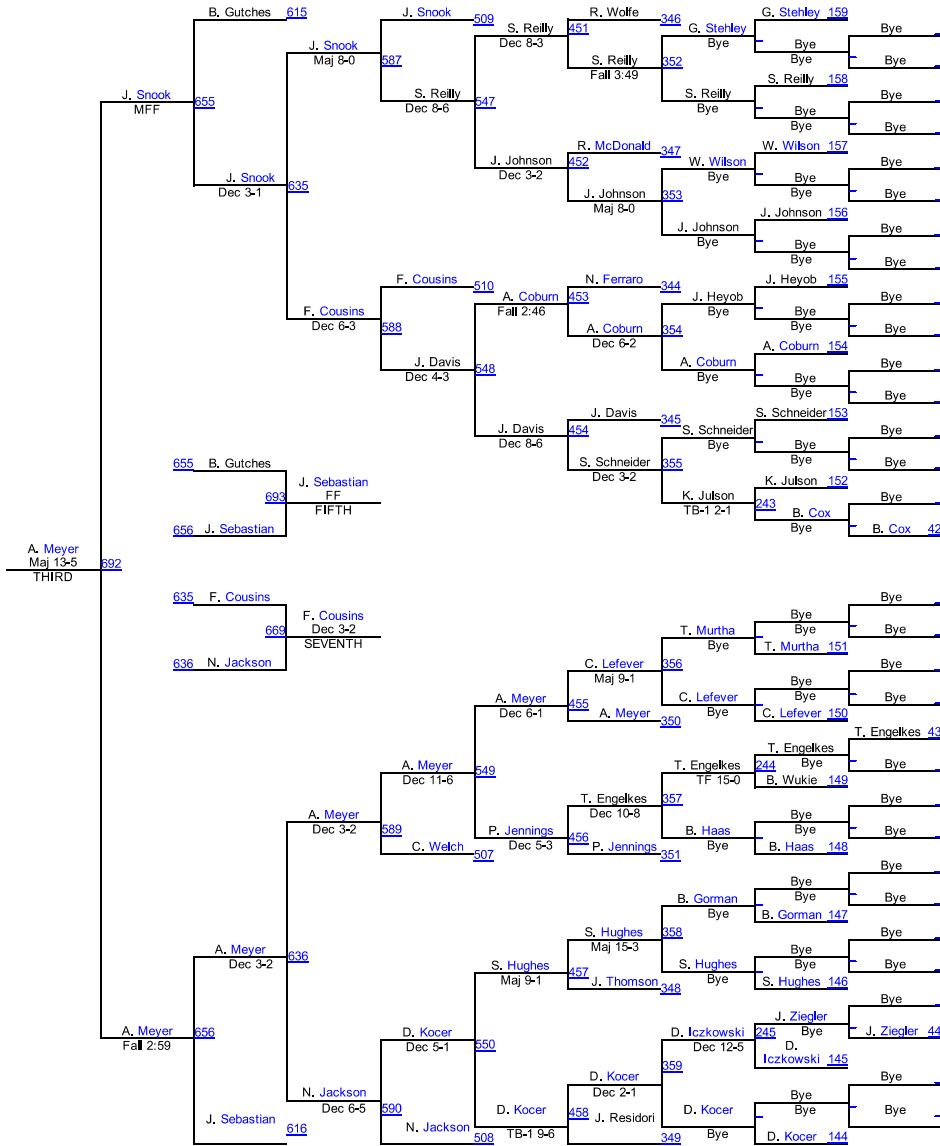 B. Gutches 615
J. Snook 509
R. Wolfe 346
G. Stehley 159
Bye
S. Reilly 451
Dec 8-3
G. Stehley
Bye
Bye
Bye
Bye
J. Snook
Maj 8-0
587
S. Reilly
Fall 3:49
352
S. Reilly 158
Bye
J. Snook
MFF
655
S. Reilly
Dec 8-6
547
S. Reilly
Bye
Bye
Bye
Bye
R. McDonald 347
W. Wilson 157
Bye
J. Johnson
Dec 3-2
452
W. Wilson
Bye
Bye
Bye
Bye
J. Snook
Dec 3-1
635
J. Johnson
Maj 8-0
353
J. Johnson 156
Bye
J. Johnson
Bye
Bye
Bye
Bye
F. Cousins 510
N. Ferraro 344
J. Heyob 155
Bye
A. Coburn
Fall 2:46
453
J. Heyob
Bye
Bye
Bye
Bye
F. Cousins
Dec 6-3
588
A. Coburn
Dec 6-2
354
A. Coburn 154
Bye
J. Davis
Dec 4-3
548
A. Coburn
Bye
Bye
Bye
Bye
J. Davis 345
S. Schneider 153
Bye
J. Davis
Dec 8-6
454
S. Schneider
Bye
Bye
Bye
Bye
655 B. Gutches
S. Schneider
Dec 3-2
355
K. Julson 152
J. Sebastian
FF
FIFTH
693
K. Julson
TB-1 2-1
243
B. Cox
Bye
Bye
656 J. Sebastian
B. Cox 42
A. Meyer
Maj 13-5
THIRD
692
635 F. Cousins
Bye
F. Cousins
Dec 3-2
SEVENTH
669
T. Murtha
Bye
Bye
Bye
T. Murtha 151
636 N. Jackson
C. Lefever
Maj 9-1
356
Bye
A. Meyer
Dec 6-1
455
C. Lefever
Bye
Bye
Bye
Bye
A. Meyer 350
C. Lefever 150
T. Engelkes 43
A. Meyer
Dec 11-6
549
T. Engelkes
TF 15-0
244
T. Engelkes
Bye
Bye
B. Wukie 149
A. Meyer
Dec 3-2
589
T. Engelkes
Dec 10-8
357
Bye
P. Jennings
Dec 5-3
456
B. Haas
Bye
Bye
Bye
Bye
C. Welch 507
P. Jennings 351
B. Haas 148
Bye
B. Gorman
Bye
Bye
Bye
Bye
B. Gorman 147
A. Meyer
Dec 3-2
636
S. Hughes
Maj 15-3
358
Bye
S. Hughes
Maj 9-1
457
S. Hughes
Bye
Bye
Bye
Bye
J. Thomson 348
S. Hughes 146
Bye
A. Meyer
Fall 2:59
656
D. Kocer
Dec 5-1
550
D. Iczkowski
Dec 12-5
245
J. Ziegler
Bye
J. Ziegler 44
D.
Iczkowski 145
D. Kocer
Dec 2-1
359
Bye
N. Jackson
Dec 6-5
590
D. Kocer
TB-1 9-6
458
D. Kocer
Bye
Bye
Bye
Bye
J. Sebastian 616
N. Jackson 508
J. Residori 349
D. Kocer 144